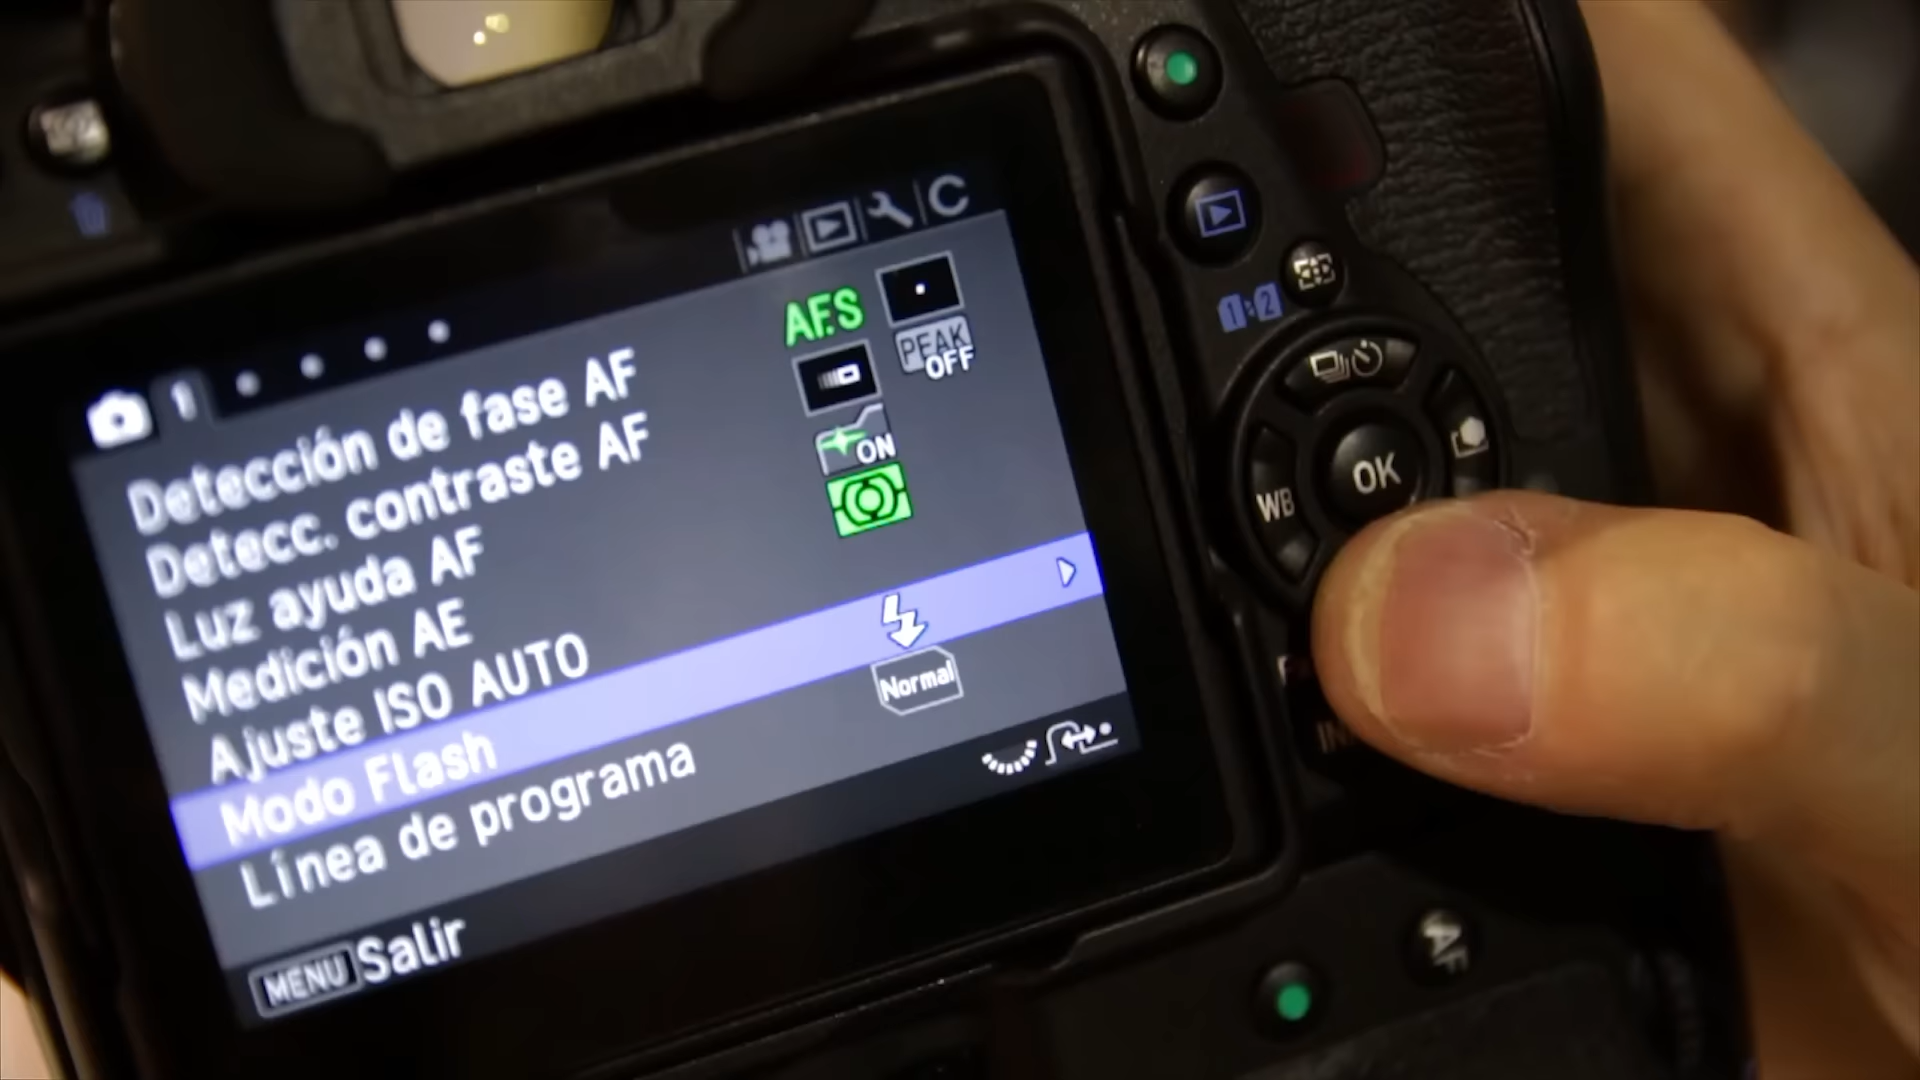 C
1
AF.S
Detección de fase AF
PEAK
OFF
Detecc. contraste AF
ON
Luz ayuda AF
Medición AE
Ajuste ISO AUTO
Modo Flash
Normal
Línea de programa
MENU Salir
1 2
WB
OK
AF